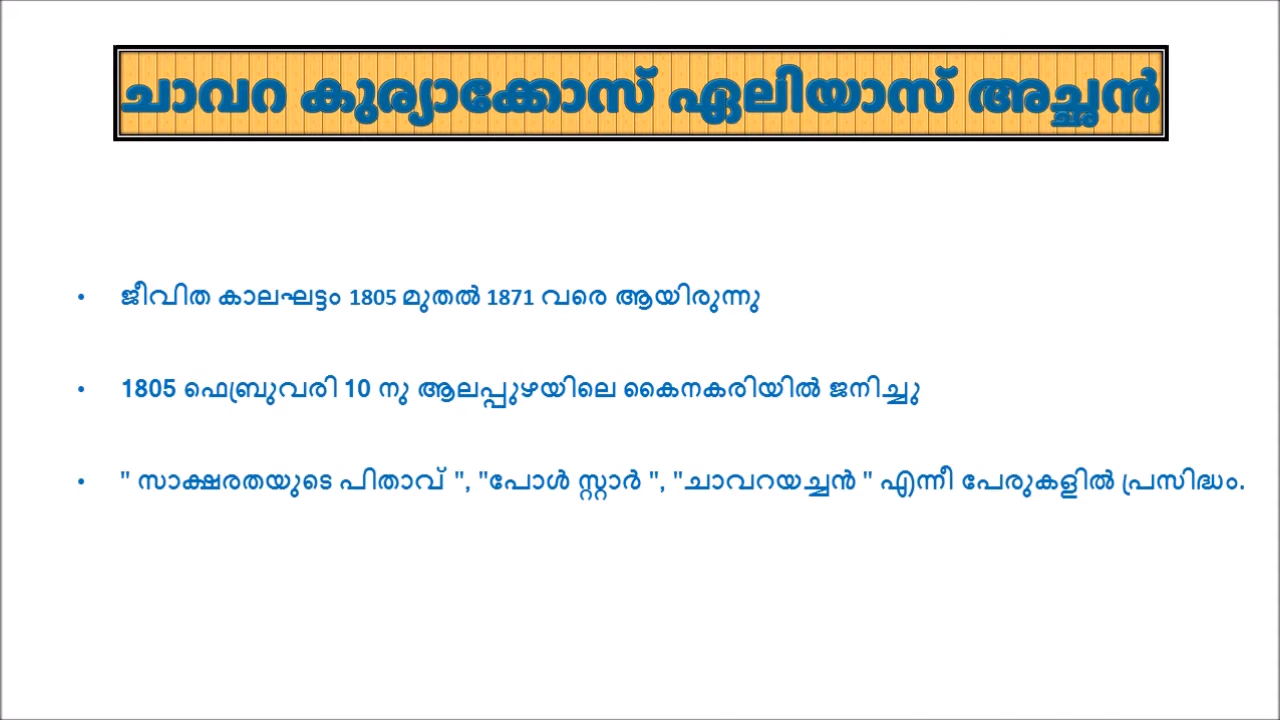 ചാവറ കുര്യാക്കോസ് ഏലിയാസ് അച്ഛൻ
• ജീവിത കാലഘട്ടം 1805 മുതൽ 1871 വരെ ആയിരുന്നു
• 1805 ഫെബ്രുവരി 10 നു ആലപ്പുഴയിലെ കൈനകരിയിൽ ജനിച്ചു
• " സാക്ഷരതയുടെ പിതാവ് ", "പോൾ സ്റ്റാർ ", "ചാവറയച്ചൻ " എന്നീ പേരുകളിൽ പ്രസിദ്ധം.